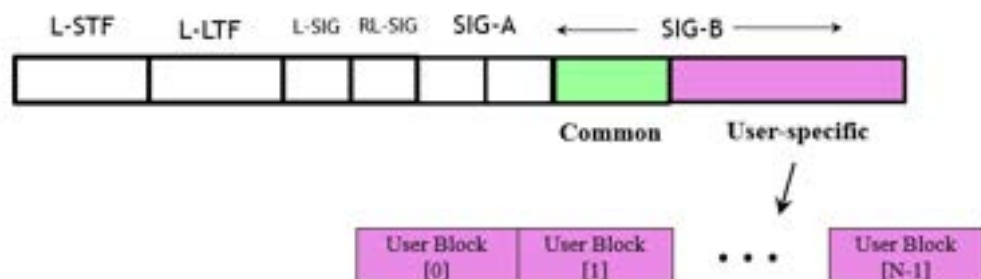 L-STF L-LTF L-SIG RL-SIG SIG-A SIG-B
Common User-specific
User Block User Block • • • User Block
[0] [1] [N-1]